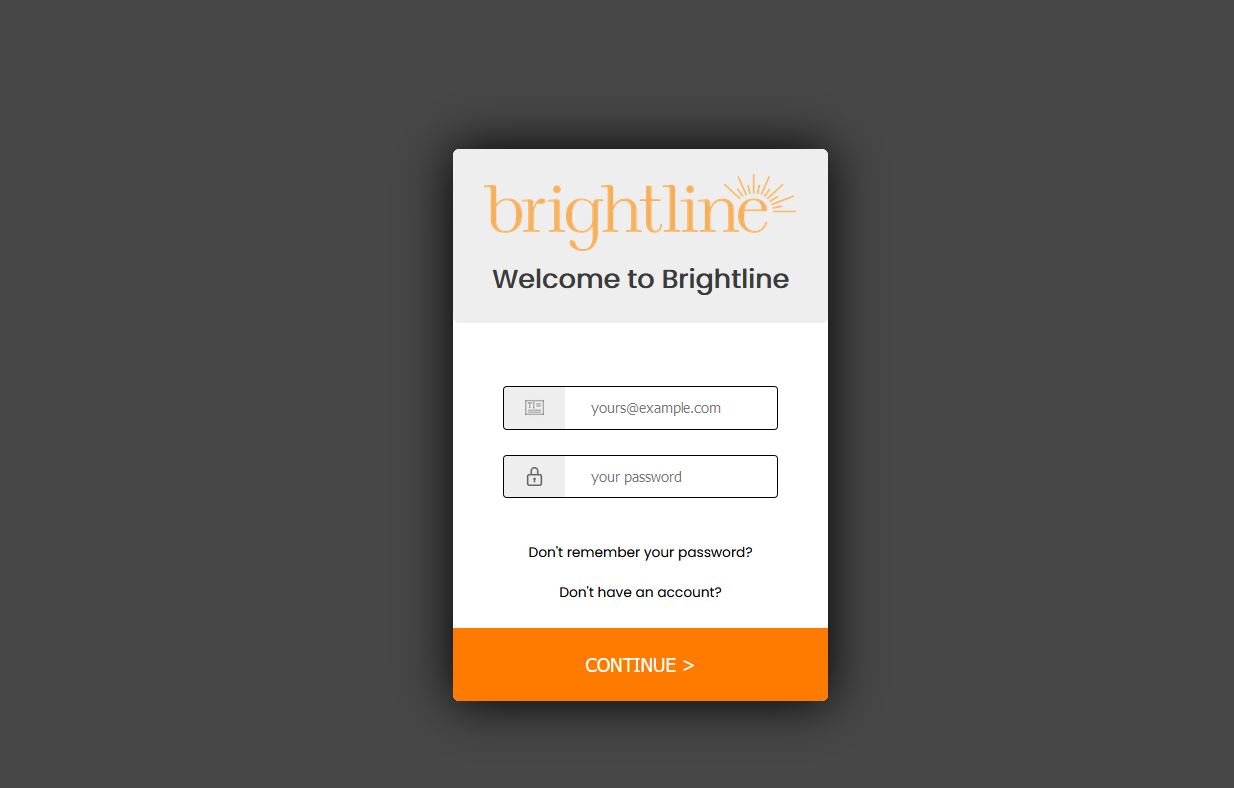 brightline
Welcome to Brightline
yours@example.com
your password
Don't remember your password?
Don't have an account?
CONTINUE >